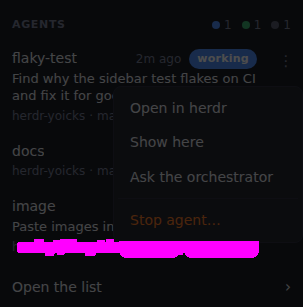 AGENTS 1 1 1
flaky-test 2m ago working
Find why the sidebar test flakes on CI
and fix it for go
herdr-yoicks · ma
Open in herdr
Show here
docs
herdr-yoicks · ma
Ask the orchestrator
image
Paste images in
Stop agent...
Open the list